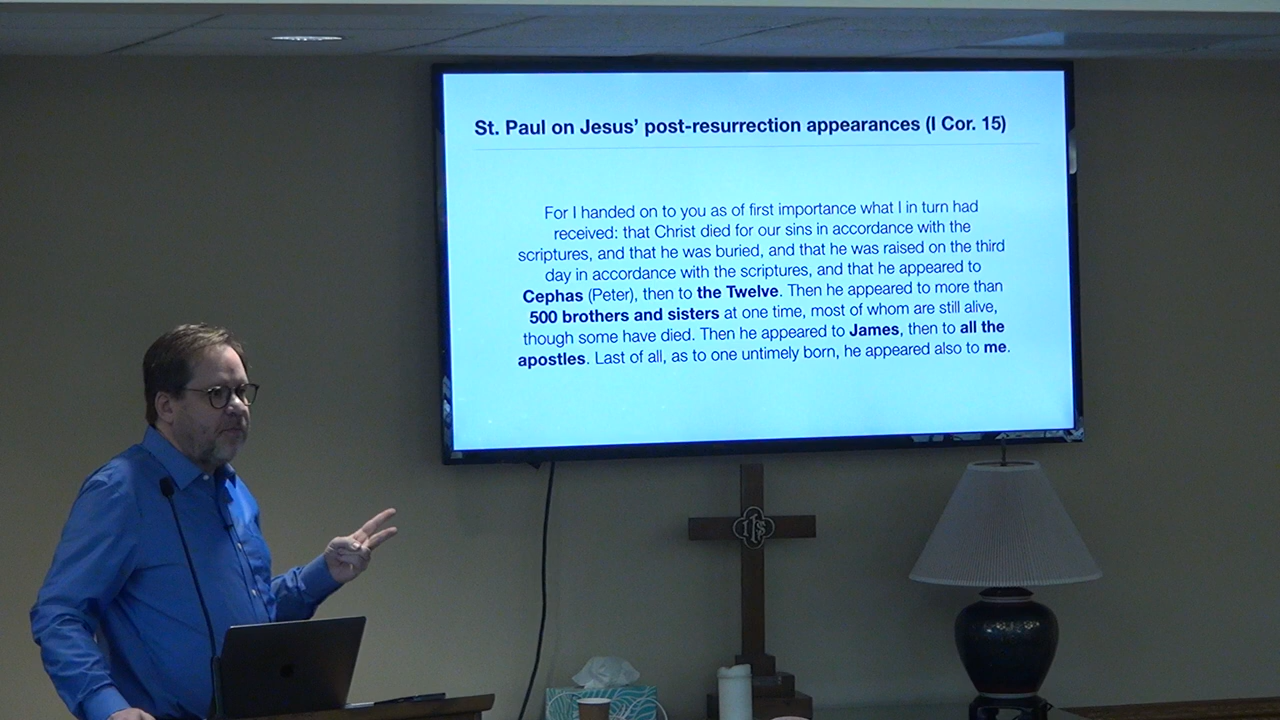 St. Paul on Jesus’ post-resurrection appearances (I Cor. 15)
For I handed on to you as of first importance what I in turn had
received: that Christ died for our sins in accordance with the
scriptures, and that he was buried, and that he was raised on the third
day in accordance with the scriptures, and that he appeared to
Cephas (Peter), then to the Twelve. Then he appeared to more than
500 brothers and sisters at one time, most of whom are still alive,
though some have died. Then he appeared to James, then to all the
apostles. Last of all, as to one untimely born, he appeared also to me.
IHS